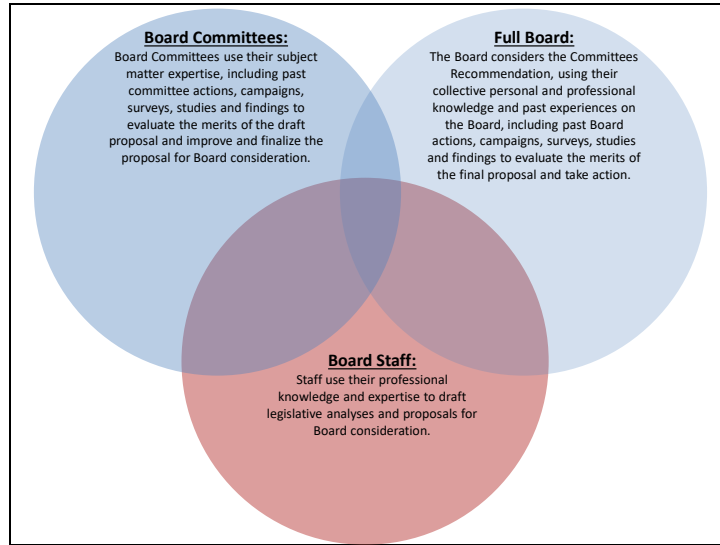 Board Committees:
Board Committees use their subject
matter expertise, including past
committee actions, campaigns,
surveys, studies and findings to
evaluate the merits of the draft
proposal and improve and finalize the
proposal for Board consideration.
Full Board:
The Board considers the Committees
Recommendation, using their
collective personal and professional
knowledge and past experiences on
the Board, including past Board
actions, campaigns, surveys, studies
and findings to evaluate the merits of
the final proposal and take action.
Board Staff:
Staff use their professional
knowledge and expertise to draft
legislative analyses and proposals for
Board consideration.